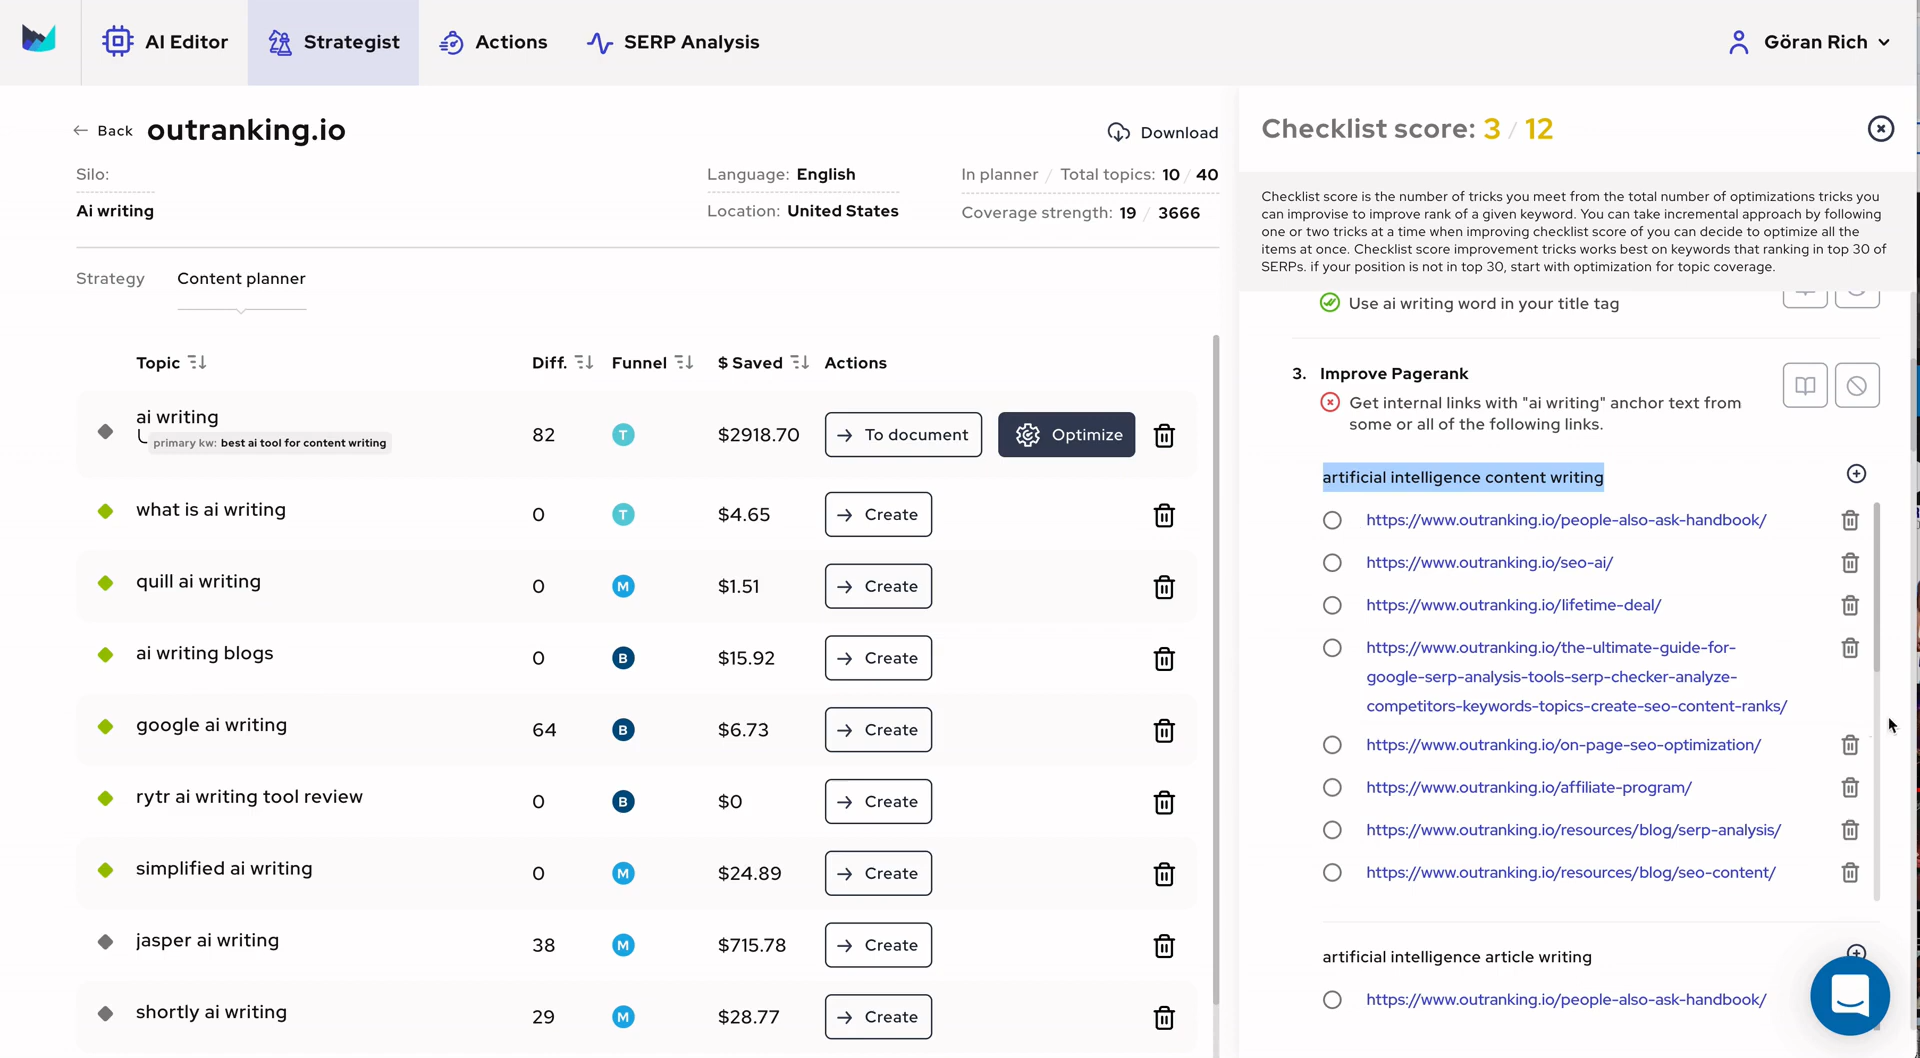 AI Editor
Strategist
Actions
SERP Analysis
Göran Rich
Back
outranking.io
Download
Silo:
Ai writing
Language: English
Location: United States
In planner / Total topics: 10 / 40
Coverage strength: 19 / 3666
Strategy
Content planner
Topic Diff. Funnel $ Saved Actions
ai writing
primary kw: best ai tool for content writing
82 T $2918.70 To document Optimize
what is ai writing 0 T $4.65 Create
quill ai writing 0 M $1.51 Create
ai writing blogs 0 B $15.92 Create
google ai writing 64 B $6.73 Create
rytr ai writing tool review 0 B $0 Create
simplified ai writing 0 M $24.89 Create
jasper ai writing 38 M $715.78 Create
shortly ai writing 29 M $28.77 Create
Checklist score: 3 / 12
Checklist score is the number of tricks you meet from the total number of optimizations tricks you
can improvise to improve rank of a given keyword. You can take incremental approach by following
one or two tricks at a time when improving checklist score of you can decide to optimize all the
items at once. Checklist score improvement tricks works best on keywords that ranking in top 30 of
SERPs. if your position is not in top 30, start with optimization for topic coverage.
Use ai writing word in your title tag
3. Improve Pagerank
Get internal links with "ai writing" anchor text from
some or all of the following links.
artificial intelligence content writing
https://www.outranking.io/people-also-ask-handbook/
https://www.outranking.io/seo-ai/
https://www.outranking.io/lifetime-deal/
https://www.outranking.io/the-ultimate-guide-for-
google-serp-analysis-tools-serp-checker-analyze-
competitors-keywords-topics-create-seo-content-ranks/
https://www.outranking.io/on-page-seo-optimization/
https://www.outranking.io/affiliate-program/
https://www.outranking.io/resources/blog/serp-analysis/
https://www.outranking.io/resources/blog/seo-content/
artificial intelligence article writing
https://www.outranking.io/people-also-ask-handbook/